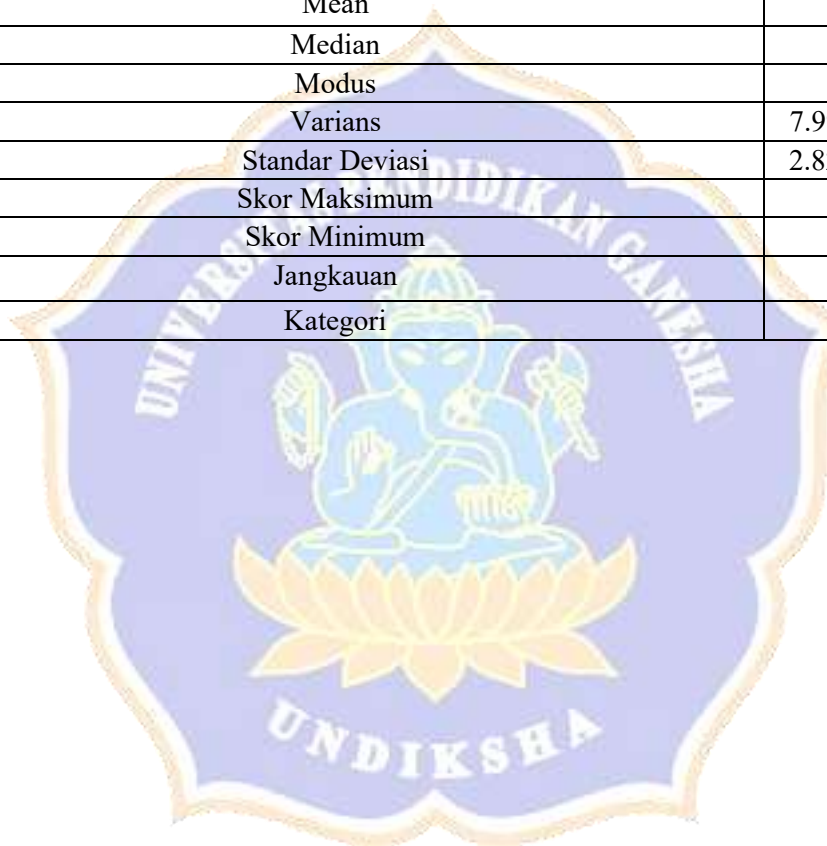 Mean
Median
Modus
Varians 7.9
Standar Deviasi 2.8
Skor Maksimum
Skor Minimum
Jangkauan
Kategori
UNIVERSITAS PENDIDIKAN GANESHA
UNDIKSHA